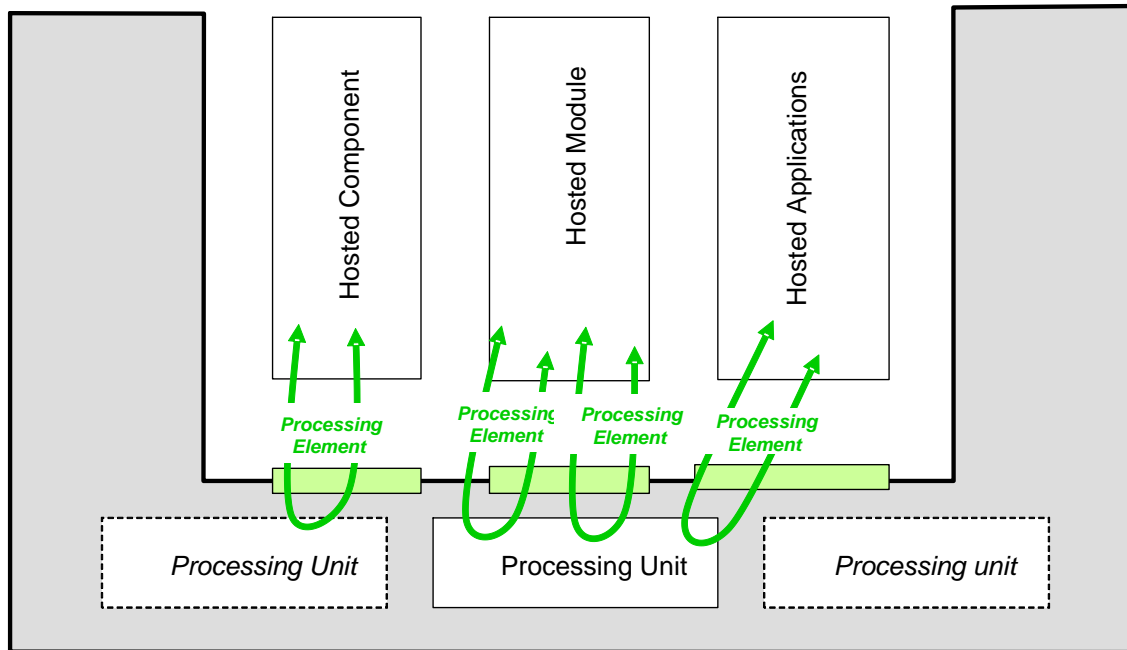 Hosted Component
Hosted Module
Hosted Applications
Processing
Element
Processing
Element
Processing
Element
Processing
Element
Processing Unit
Processing Unit
Processing unit